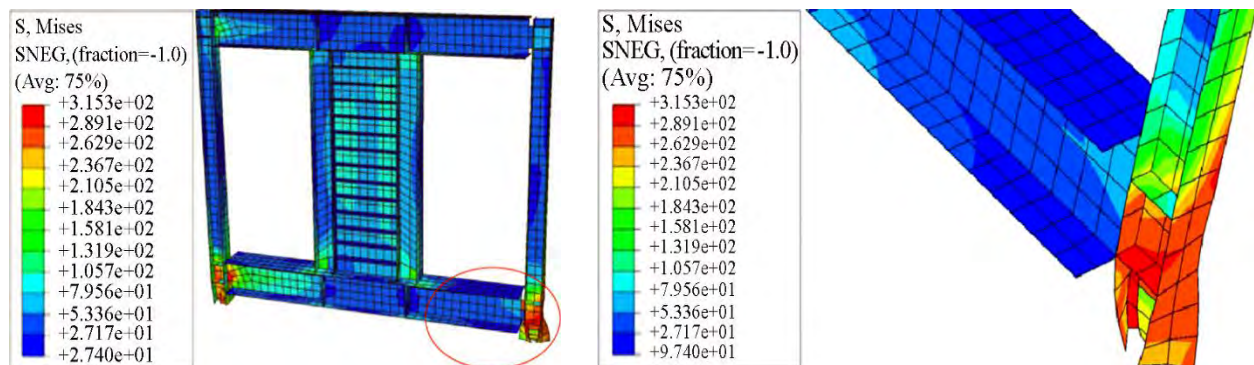 S, Mises
SNEG, (fraction=-1.0)
(Avg: 75%)
+3.153e+02
+2.891e+02
+2.629e+02
+2.367e+02
+2.105e+02
+1.843e+02
+1.581e+02
+1.319e+02
+1.057e+02
+7.956e+01
+5.336e+01
+2.717e+01
+2.740e+01
S, Mises
SNEG, (fraction=-1.0)
(Avg: 75%)
+3.153e+02
+2.891e+02
+2.629e+02
+2.367e+02
+2.105e+02
+1.843e+02
+1.581e+02
+1.319e+02
+1.057e+02
+7.956e+01
+5.336e+01
+2.717e+01
+9.740e+01